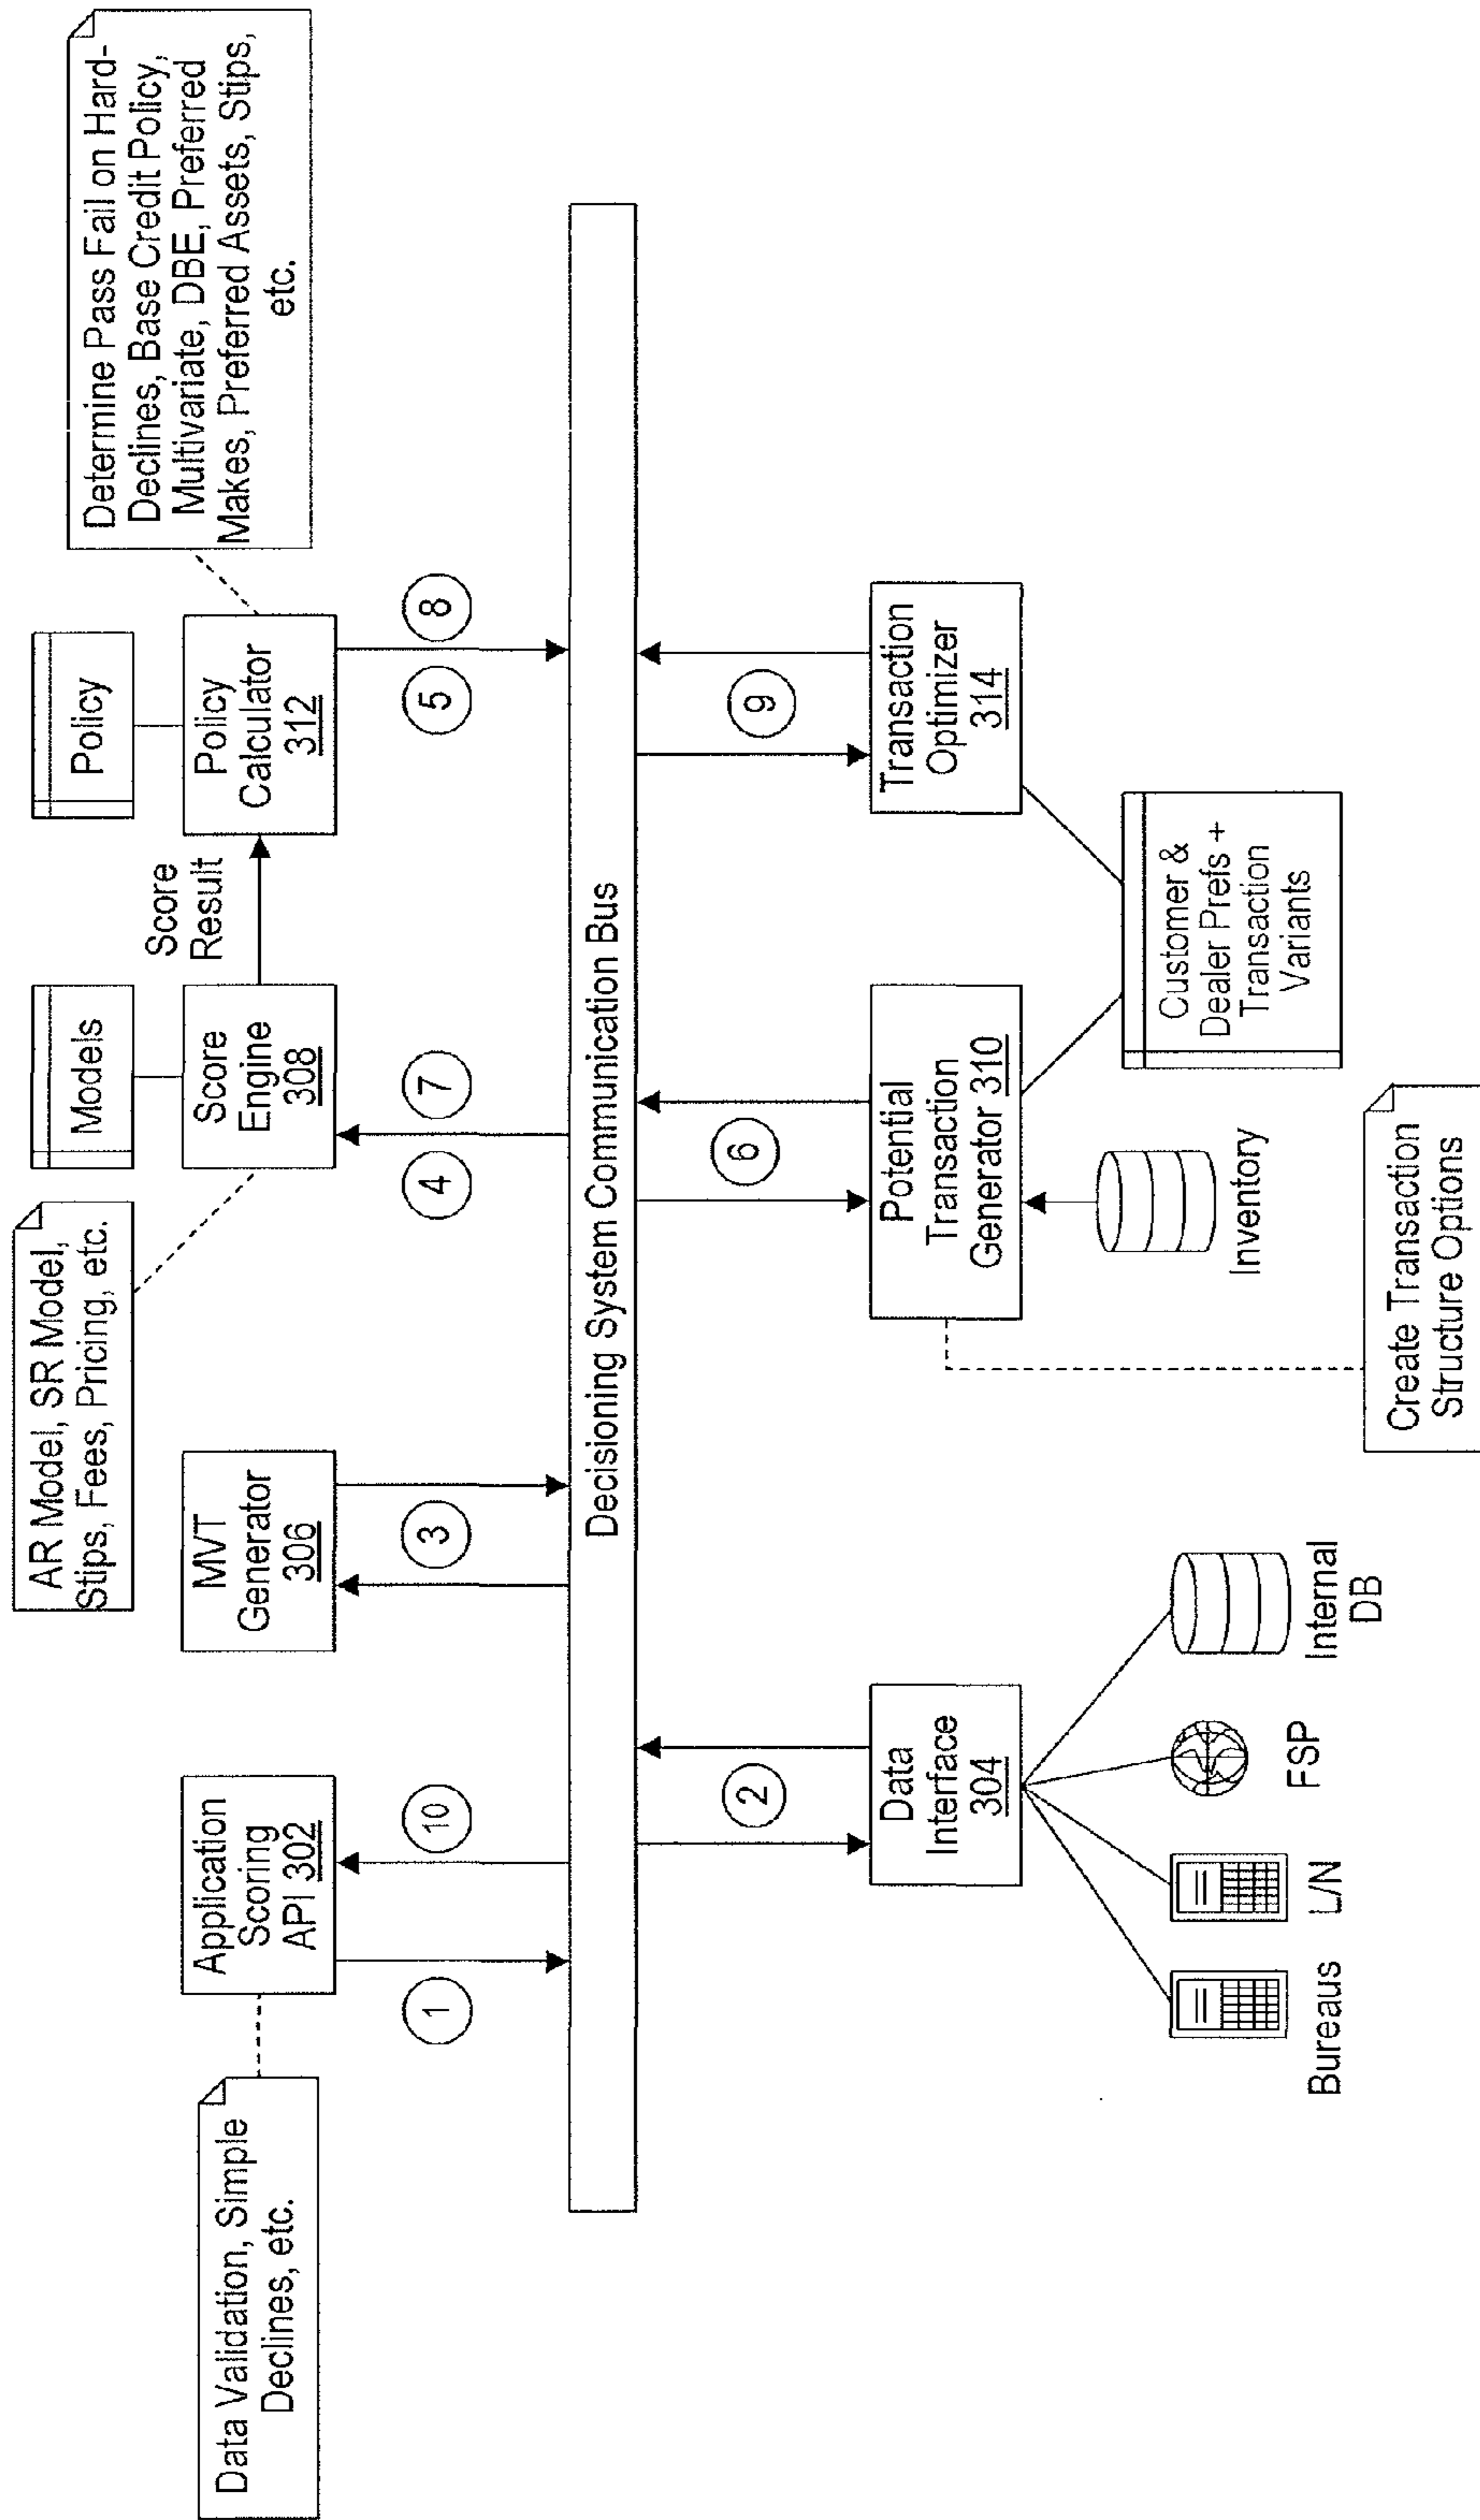 Data Validation, Simple
Declines, etc.
Application
Scoring
API 302
1
10
MVT
Generator
306
3
AR Model, SR Model,
Stips, Fees, Pricing, etc.
Models
Score
Engine
308
4
7
Score
Result
Policy
Policy
Calculator
312
5
8
Determine Pass Fail on Hard-
Declines, Base Credit Policy,
Multivariate, DBE, Preferred
Makes, Preferred Assets, Stips,
etc.
Decisioning System Communication Bus
2
Data
Interface
304
Bureaus
L/N
FSP
Internal
DB
6
Potential
Transaction
Generator 310
Inventory
Create Transaction
Structure Options
9
Transaction
Optimizer
314
Customer &
Dealer Prefs +
Transaction
Variants